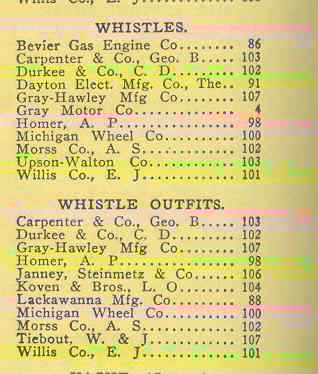 WHISTLES.
Bevier Gas Engine Co........ 86
Carpenter & Co., Geo. B..... 103
Durkee & Co., C. D.......... 102
Dayton Elect. Mfg. Co., The.. 91
Gray-Hawley Mfg Co........ 107
Gray Motor Co.............. 4
Homer, A. P................ 98
Michigan Wheel Co.......... 100
Morss Co., A. S............. 102
Upson-Walton Co............ 103
Willis Co., E. J............. 101
WHISTLE OUTFITS.
Carpenter & Co., Geo. B..... 103
Durkee & Co., C. D.......... 102
Gray-Hawley Mfg Co........ 107
Homer, A. P................ 98
Janney, Steinmetz & Co...... 106
Koven & Bros., L. O......... 104
Lackawanna Mfg. Co........ 88
Michigan Wheel Co.......... 100
Morss Co., A. S............. 102
Tiebout, W. & J............. 107
Willis Co., E. J............. 101